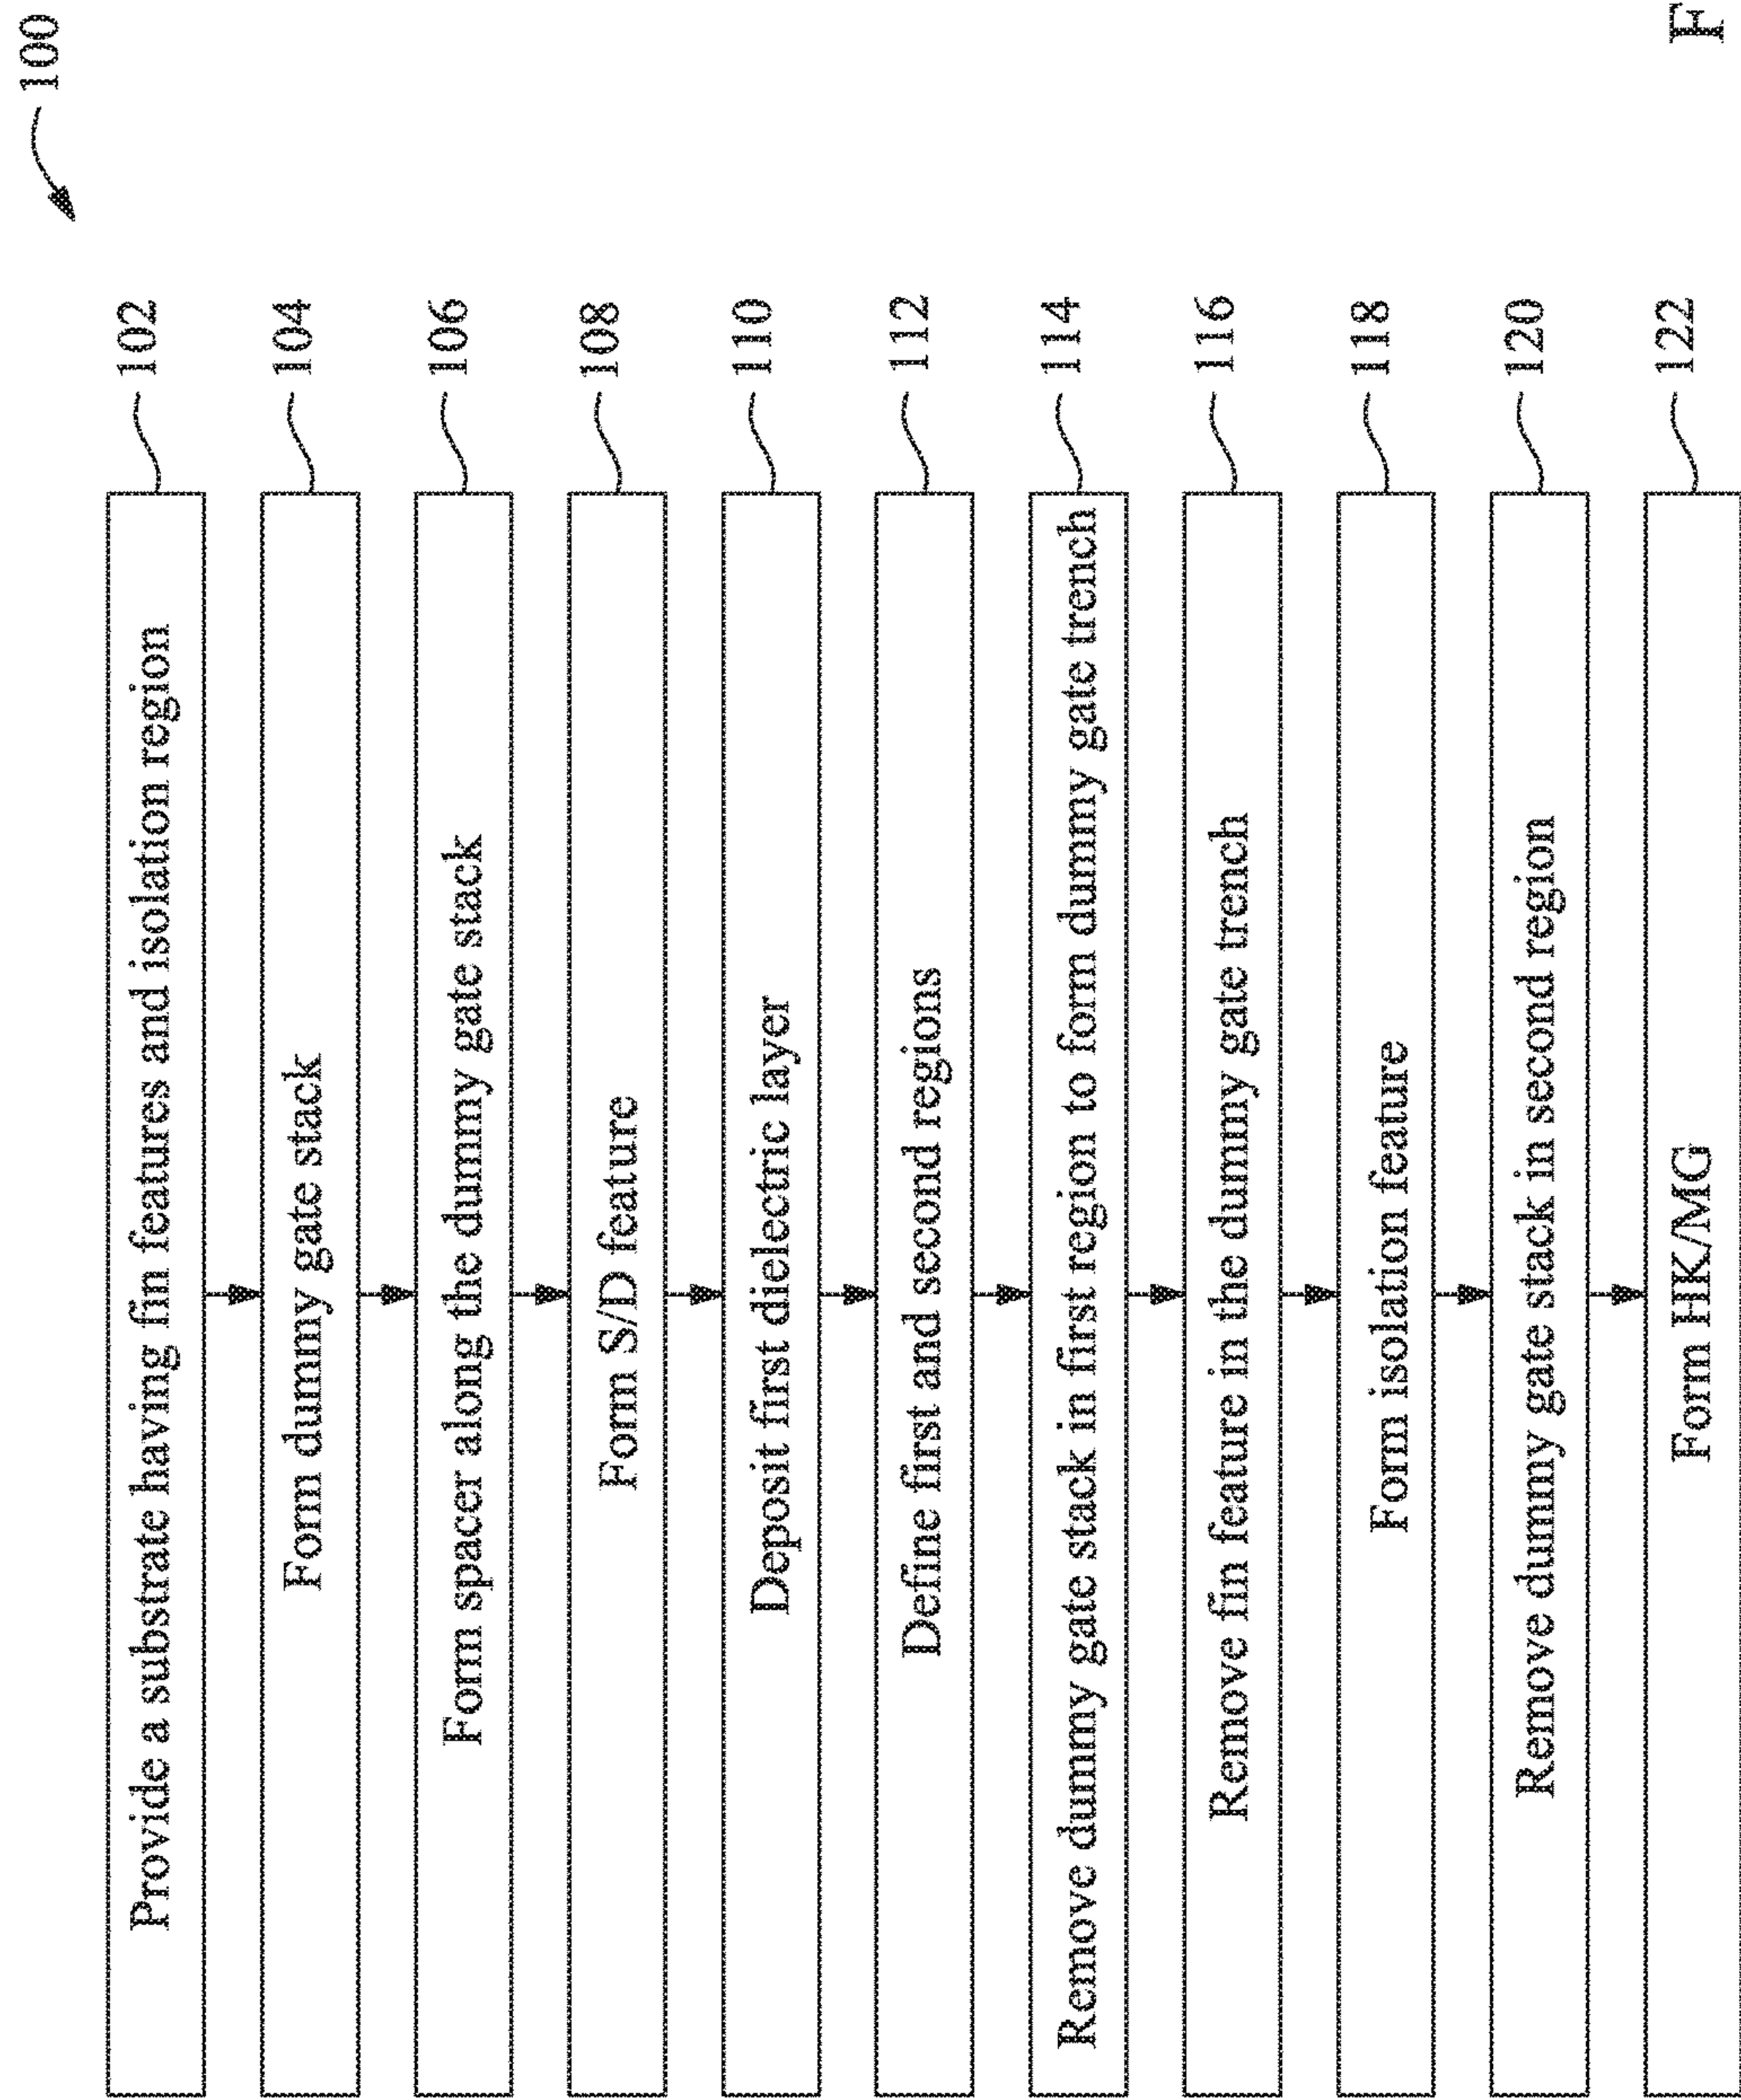 100
Provide a substrate having fin features and isolation region 102
Form dummy gate stack 104
Form spacer along the dummy gate stack 106
Form S/D feature 108
Deposit first dielectric layer 110
Define first and second regions 112
Remove dummy gate stack in first region to form dummy gate trench 114
Remove fin feature in the dummy gate trench 116
Form isolation feature 118
Remove dummy gate stack in second region 120
Form HK/MG 122
F